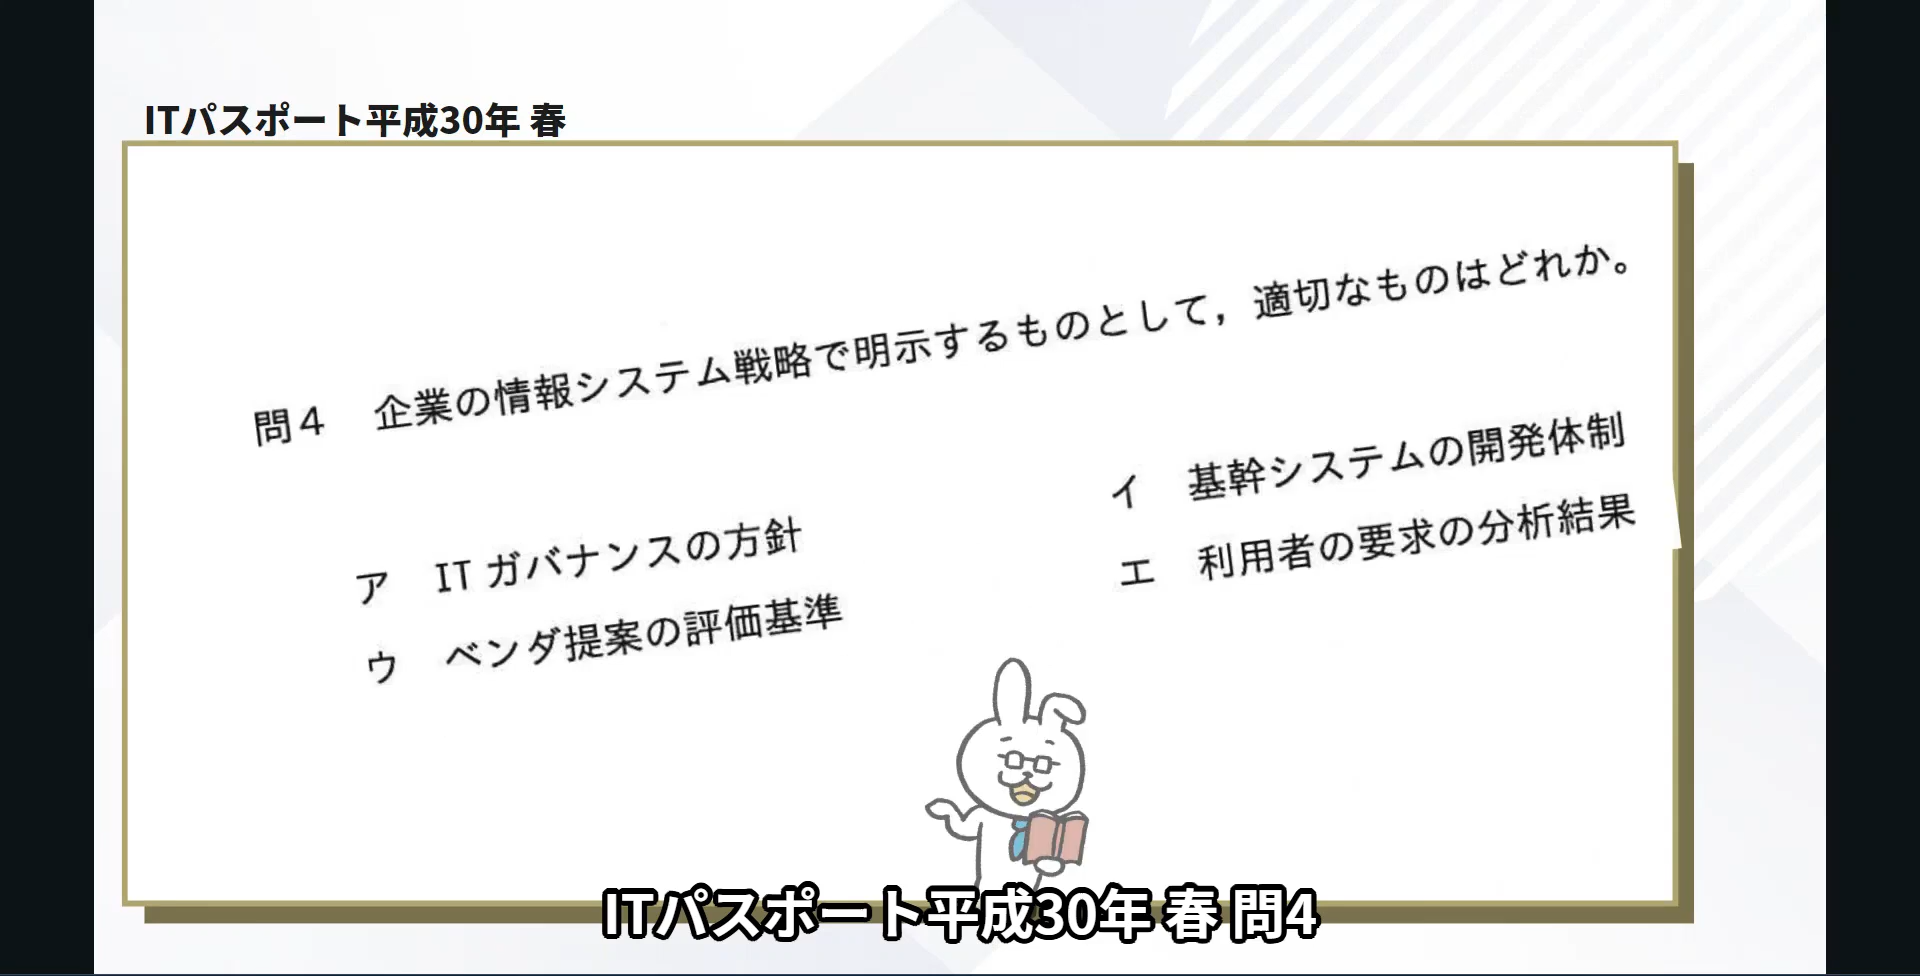 ITパスポート平成30年 春
問4 企業の情報システム戦略で明示するものとして，適切なものはどれか。
ア IT ガバナンスの方針
イ 基幹システムの開発体制
ウ ベンダ提案の評価基準
エ 利用者の要求の分析結果
ITパスポート平成30年 春 問4